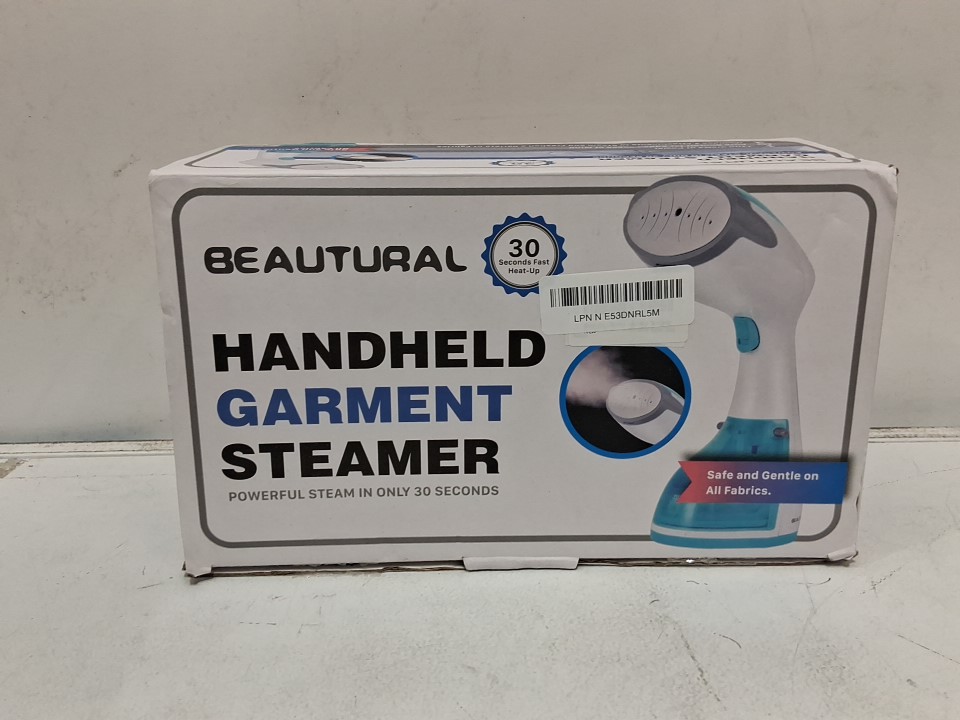 BEAUTURAL
30
Seconds Fast
Heat-Up
LPN N E53DNRL5M
HANDHELD
GARMENT
STEAMER
POWERFUL STEAM IN ONLY 30 SECONDS
Safe and Gentle on
All Fabrics.